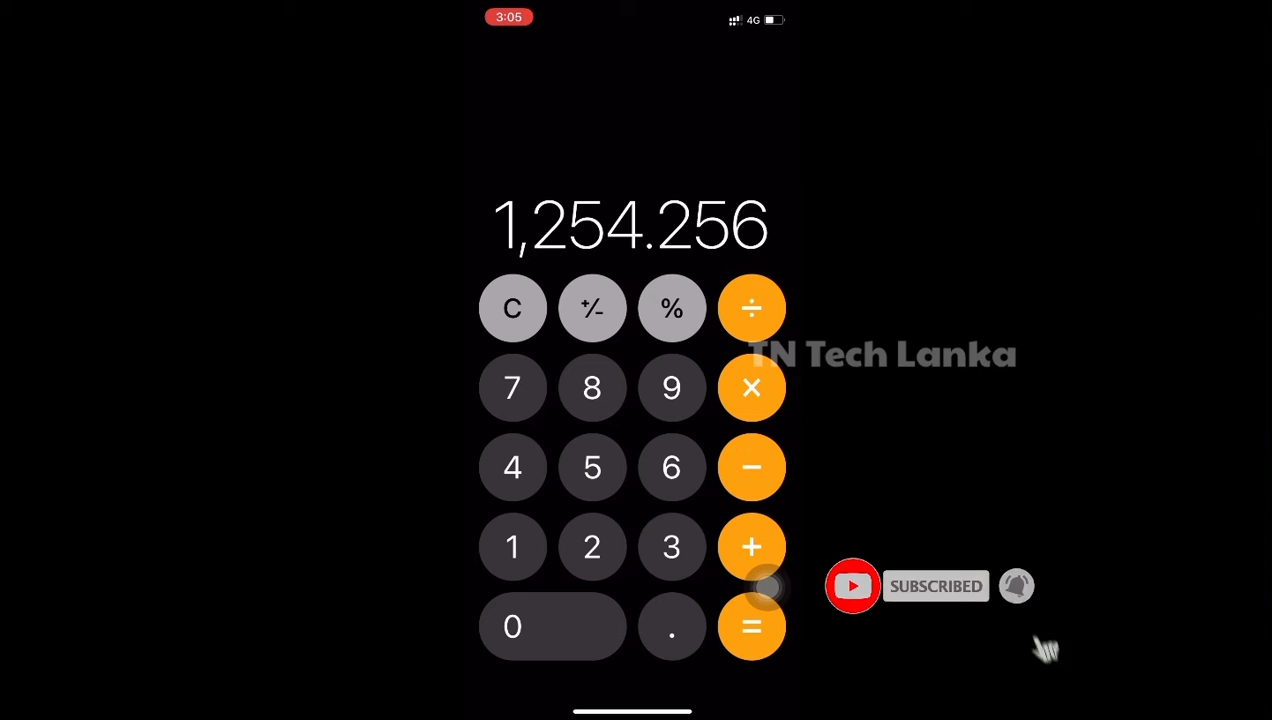 3:05
4G
1,254.256
C +/- % ÷
TN Tech Lanka
7 8 9 ×
4 5 6 −
1 2 3 +
SUBSCRIBED
0 . =